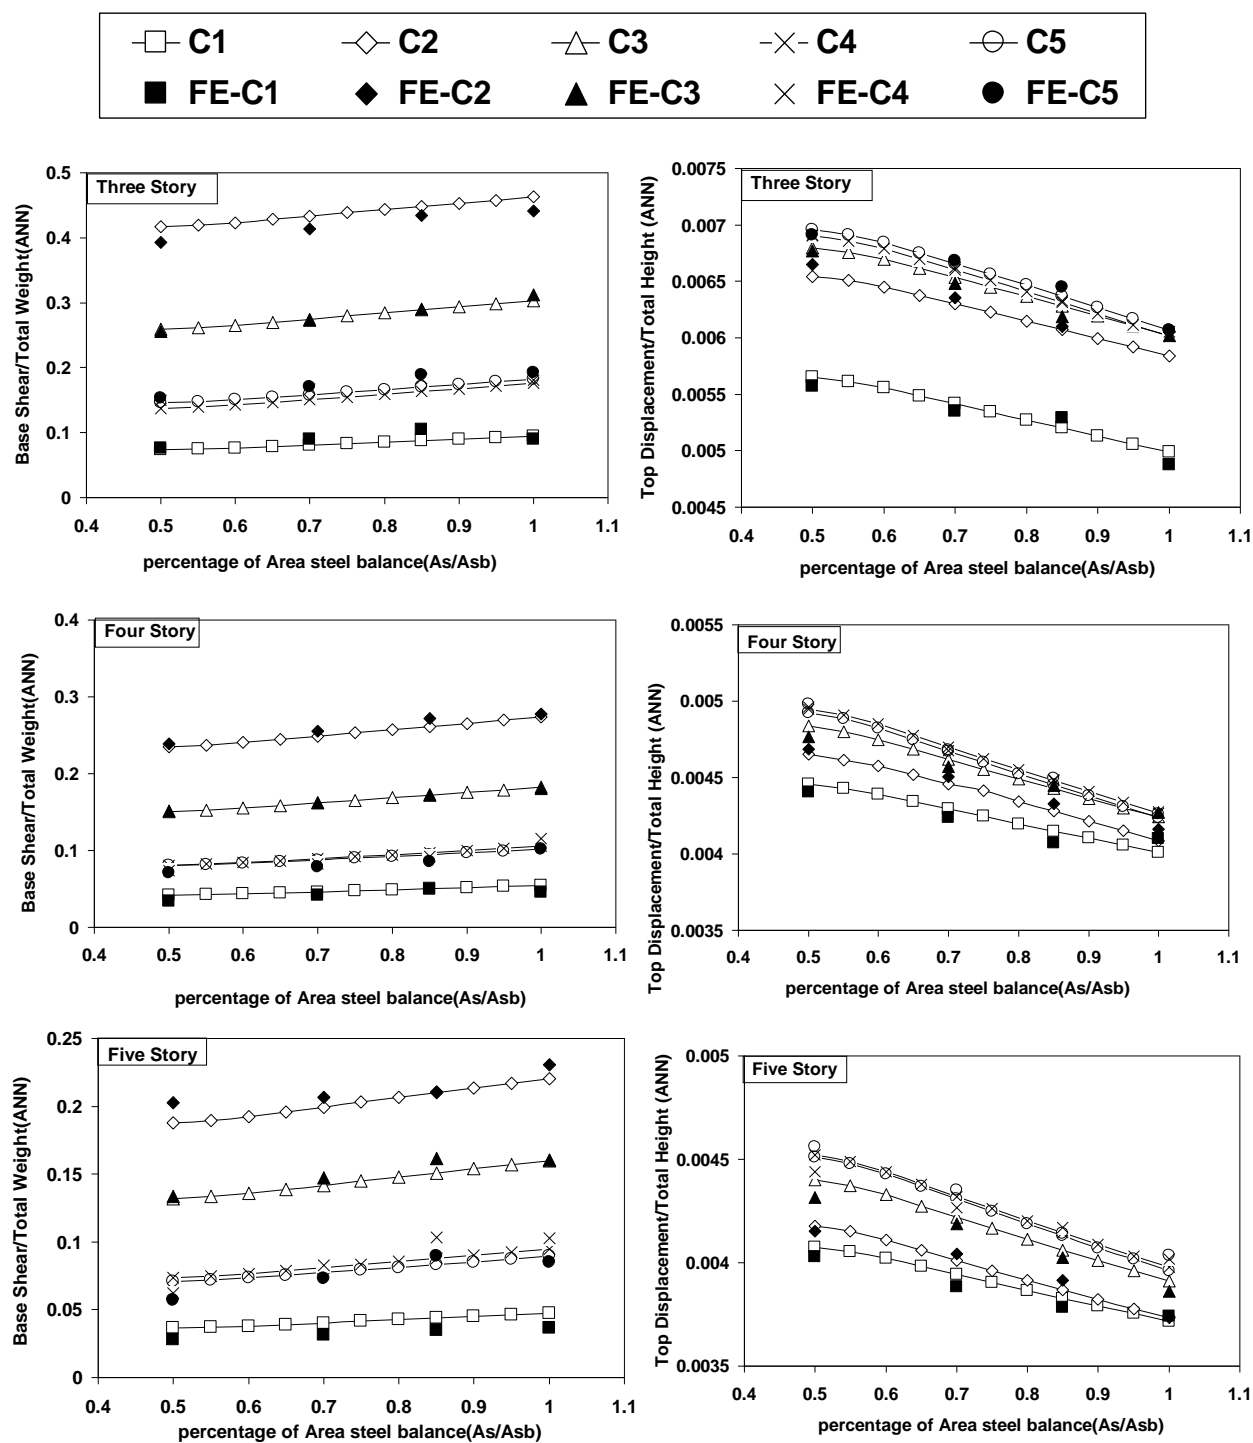 C1 C2 C3 C4 C5
FE-C1 FE-C2 FE-C3 FE-C4 FE-C5
Three Story
Base Shear/Total Weight(ANN)
0.5
0.4
0.3
0.2
0.1
0
0.4 0.5 0.6 0.7 0.8 0.9 1 1.1
percentage of Area steel balance(As/Asb)
Three Story
Top Displacement/Total Height (ANN)
0.0075
0.007
0.0065
0.006
0.0055
0.005
0.0045
0.4 0.5 0.6 0.7 0.8 0.9 1 1.1
percentage of Area steel balance(As/Asb)
Four Story
Base Shear/Total Weight(ANN)
0.4
0.3
0.2
0.1
0
0.4 0.5 0.6 0.7 0.8 0.9 1 1.1
percentage of Area steel balance(As/Asb)
Four Story
Top Displacement/Total Height (ANN)
0.0055
0.005
0.0045
0.004
0.0035
0.4 0.5 0.6 0.7 0.8 0.9 1 1.1
percentage of Area steel balance(As/Asb)
Five Story
Base Shear/Total Weight(ANN)
0.25
0.2
0.15
0.1
0.05
0
0.4 0.5 0.6 0.7 0.8 0.9 1 1.1
percentage of Area steel balance(As/Asb)
Five Story
Top Displacement/Total Height (ANN)
0.005
0.0045
0.004
0.0035
0.4 0.5 0.6 0.7 0.8 0.9 1 1.1
percentage of Area steel balance(As/Asb)